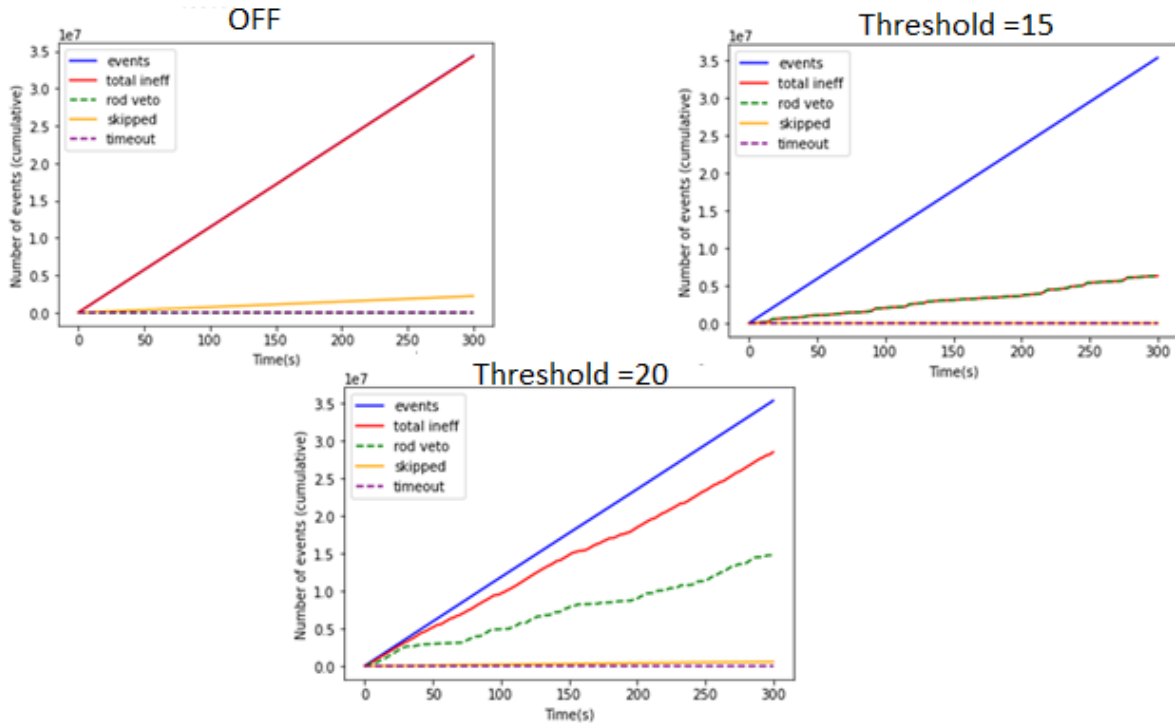 OFF
1e7
3.5
3.0
2.5
2.0
1.5
1.0
0.5
0.0
Number of events (cumulative)
events
total ineff
rod veto
skipped
timeout
0 50 100 150 200 250 300
Time(s)
Threshold =15
1e7
3.5
3.0
2.5
2.0
1.5
1.0
0.5
0.0
Number of events (cumulative)
events
total ineff
rod veto
skipped
timeout
0 50 100 150 200 250 300
Time(s)
Threshold =20
1e7
3.5
3.0
2.5
2.0
1.5
1.0
0.5
0.0
Number of events (cumulative)
events
total ineff
rod veto
skipped
timeout
0 50 100 150 200 250 300
Time(s)